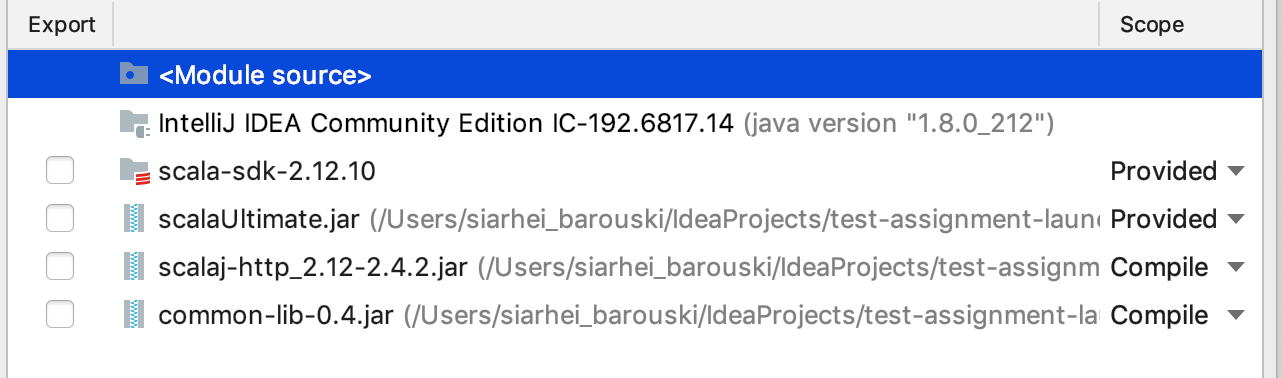 Export Scope
<Module source>
IntelliJ IDEA Community Edition IC-192.6817.14 (java version "1.8.0_212")
scala-sdk-2.12.10 Provided
scalaUltimate.jar (/Users/siarhei_barouski/IdeaProjects/test-assignment-laun Provided
scalaj-http_2.12-2.4.2.jar (/Users/siarhei_barouski/IdeaProjects/test-assignm Compile
common-lib-0.4.jar (/Users/siarhei_barouski/IdeaProjects/test-assignment-la Compile